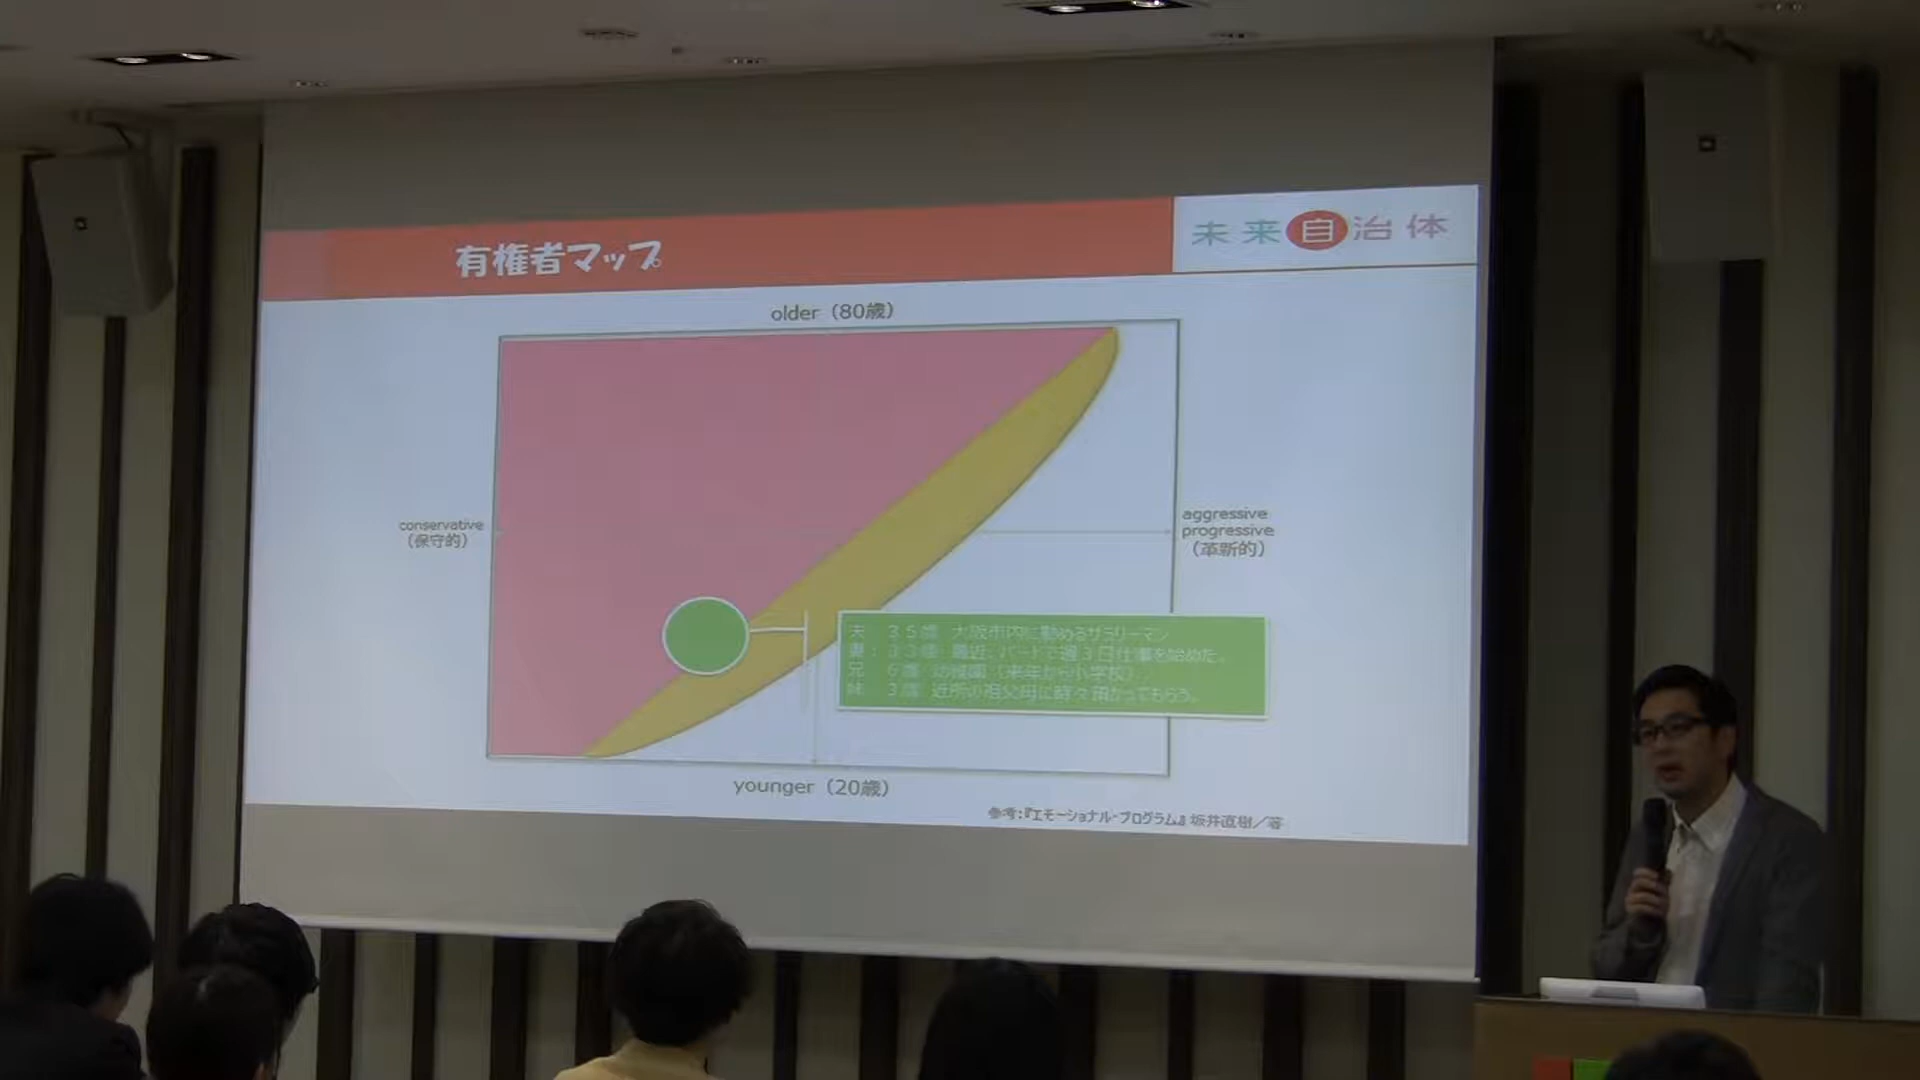 有権者マップ
未来自治体
older（80歳）
conservative
（保守的）
aggressive
progressive
（革新的）
夫：35歳 大阪市内に勤めるサラリーマン
妻：33歳 最近、パートで週3日仕事を始めた。
兄：6歳 幼稚園（来年から小学校）
妹：3歳 近所の祖父母に時々預かってもらう。
younger（20歳）
参考：『エモーショナル・プログラム』坂井直樹／著